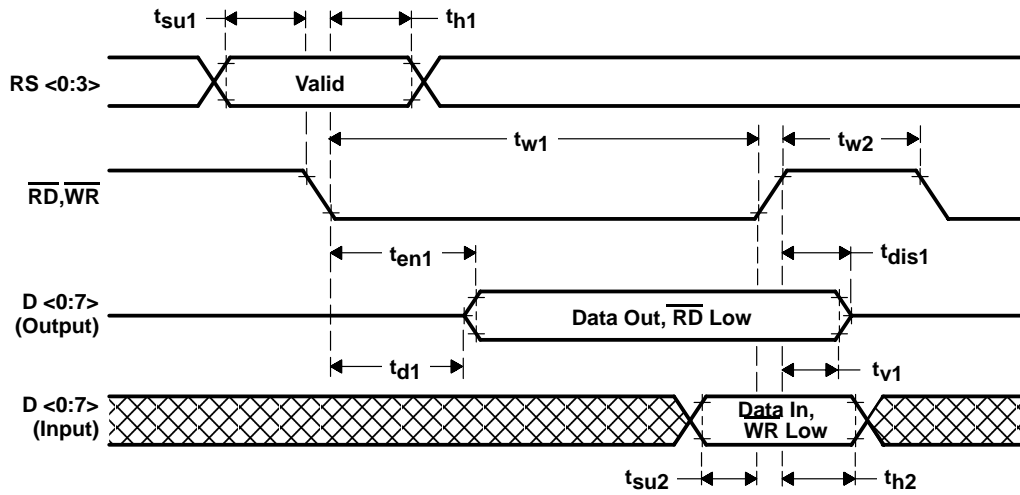 tsu1 th1
RS <0:3> Valid
tw1 tw2
RD,WR
ten1 tdis1
D <0:7>
(Output)
Data Out, RD Low
td1 tv1
D <0:7>
(Input)
Data In,
WR Low
tsu2 th2